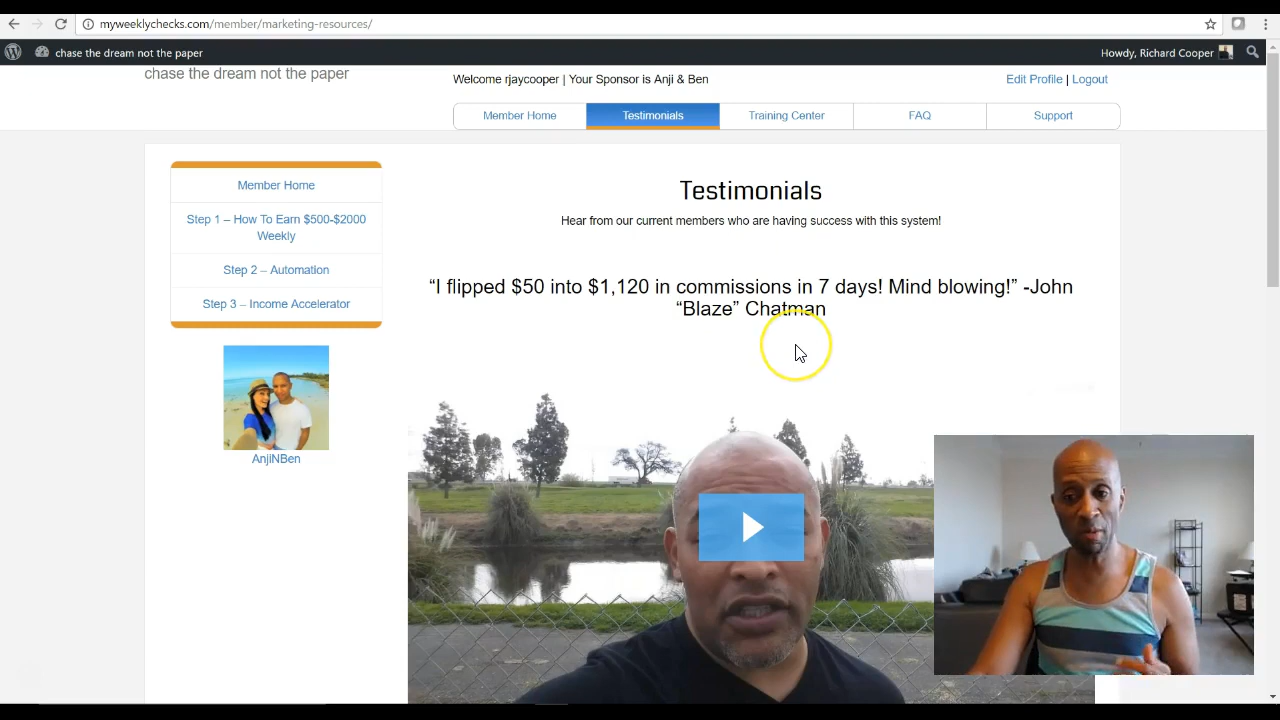 myweeklychecks.com/member/marketing-resources/
chase the dream not the paper
Howdy, Richard Cooper
chase the dream not the paper
Welcome rjaycooper | Your Sponsor is Anji & Ben
Edit Profile | Logout
Member Home
Testimonials
Training Center
FAQ
Support
Member Home
Step 1 – How To Earn $500-$2000
Weekly
Step 2 – Automation
Step 3 – Income Accelerator
AnjiNBen
Testimonials
Hear from our current members who are having success with this system!
“I flipped $50 into $1,120 in commissions in 7 days! Mind blowing!” -John
“Blaze” Chatman